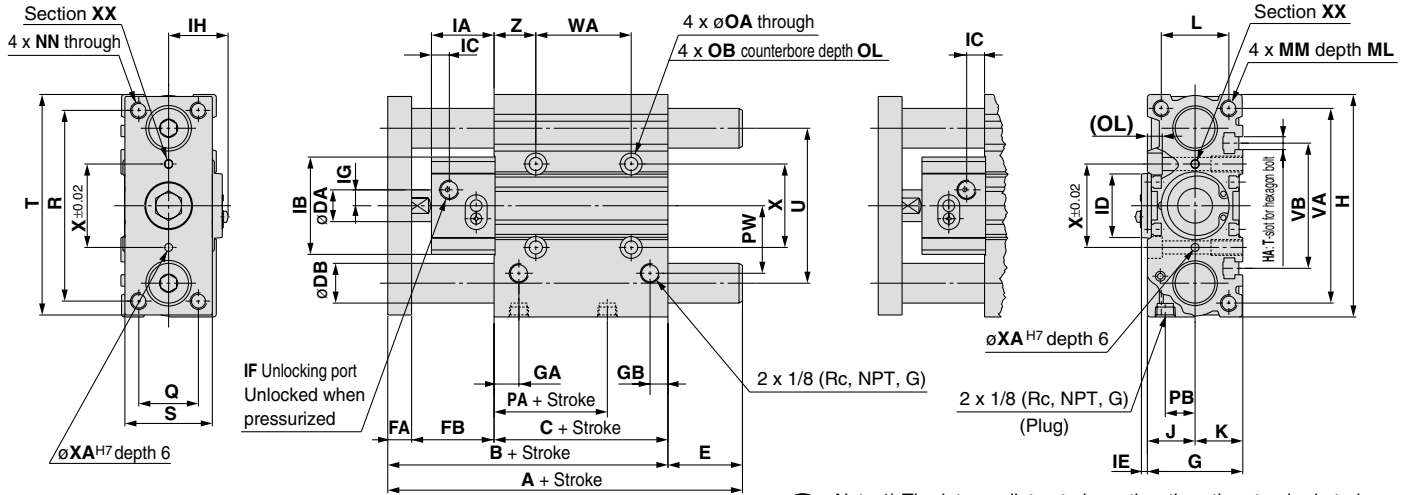 Section XX
4 x NN through
IH
T
R
X±0.02
Q
S
øXA H7 depth 6
IA
Z
WA
IC
4 x øOA through
4 x OB counterbore depth OL
IB
IG
øDA
øDB
PW
X
U
IF Unlocking port
Unlocked when
pressurized
GA
GB
PA + Stroke
2 x 1/8 (Rc, NPT, G)
FA
FB
C + Stroke
B + Stroke
E
A + Stroke
IC
Section XX
L
4 x MM depth ML
(OL)
X±0.02
ID
HA: T-slot for hexagon bolt
VB
VA
H
øXA H7 depth 6
2 x 1/8 (Rc, NPT, G)
(Plug)
PB
J
K
IE
G